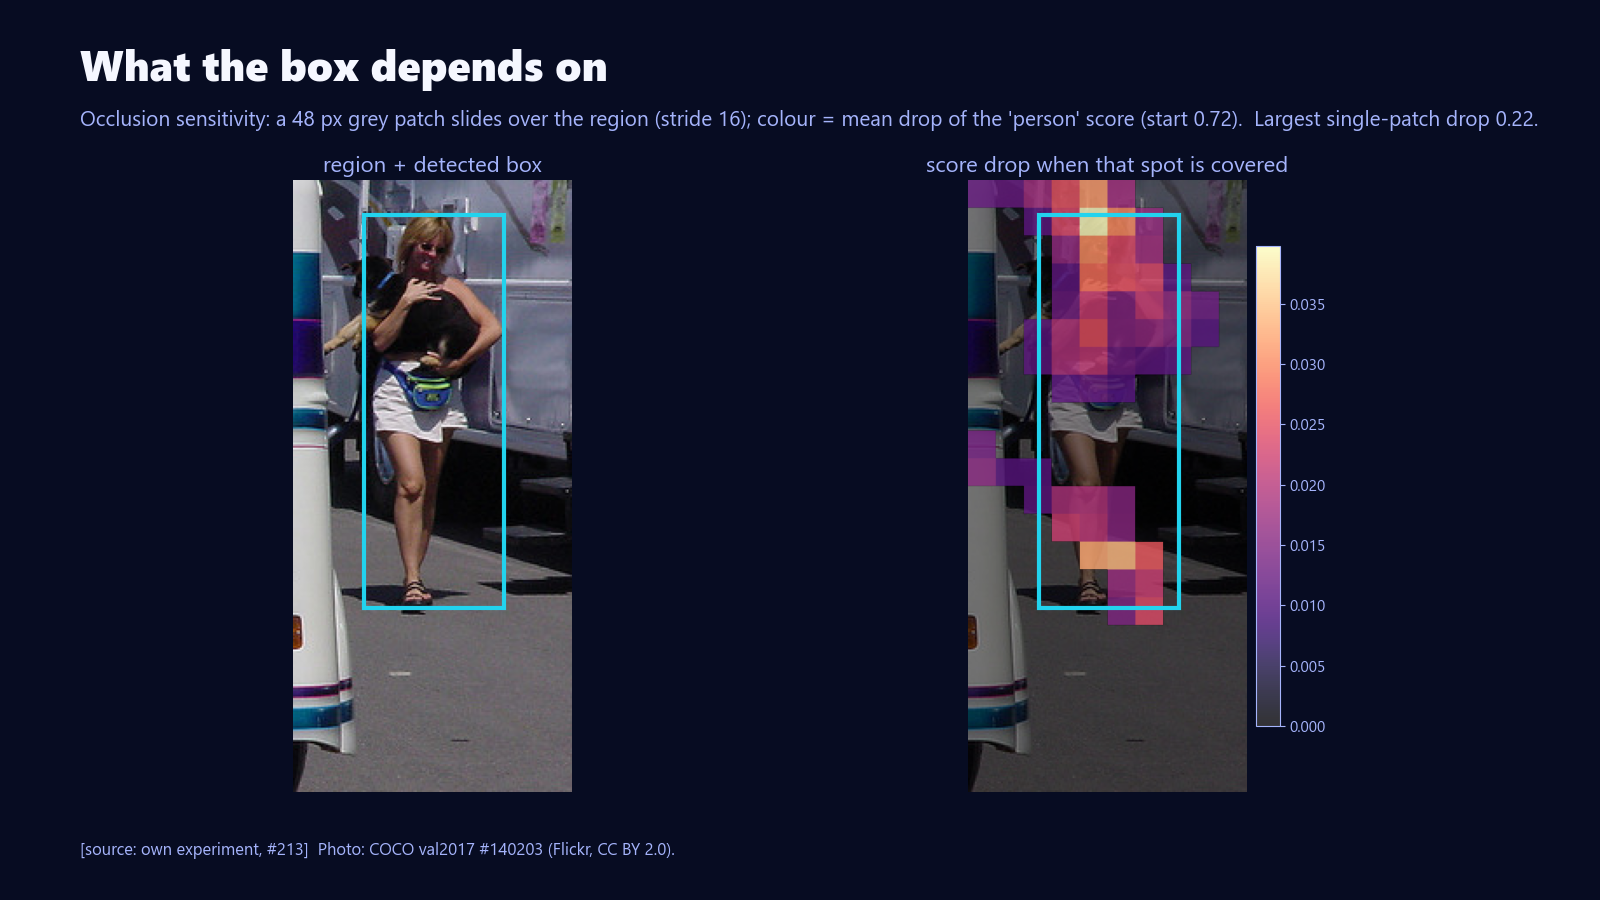 What the box depends on
Occlusion sensitivity: a 48 px grey patch slides over the region (stride 16); colour = mean drop of the 'person' score (start 0.72).  Largest single-patch drop 0.22.
region + detected box
score drop when that spot is covered
0.035
0.030
0.025
0.020
0.015
0.010
0.005
0.000
[source: own experiment, #213]  Photo: COCO val2017 #140203 (Flickr, CC BY 2.0).